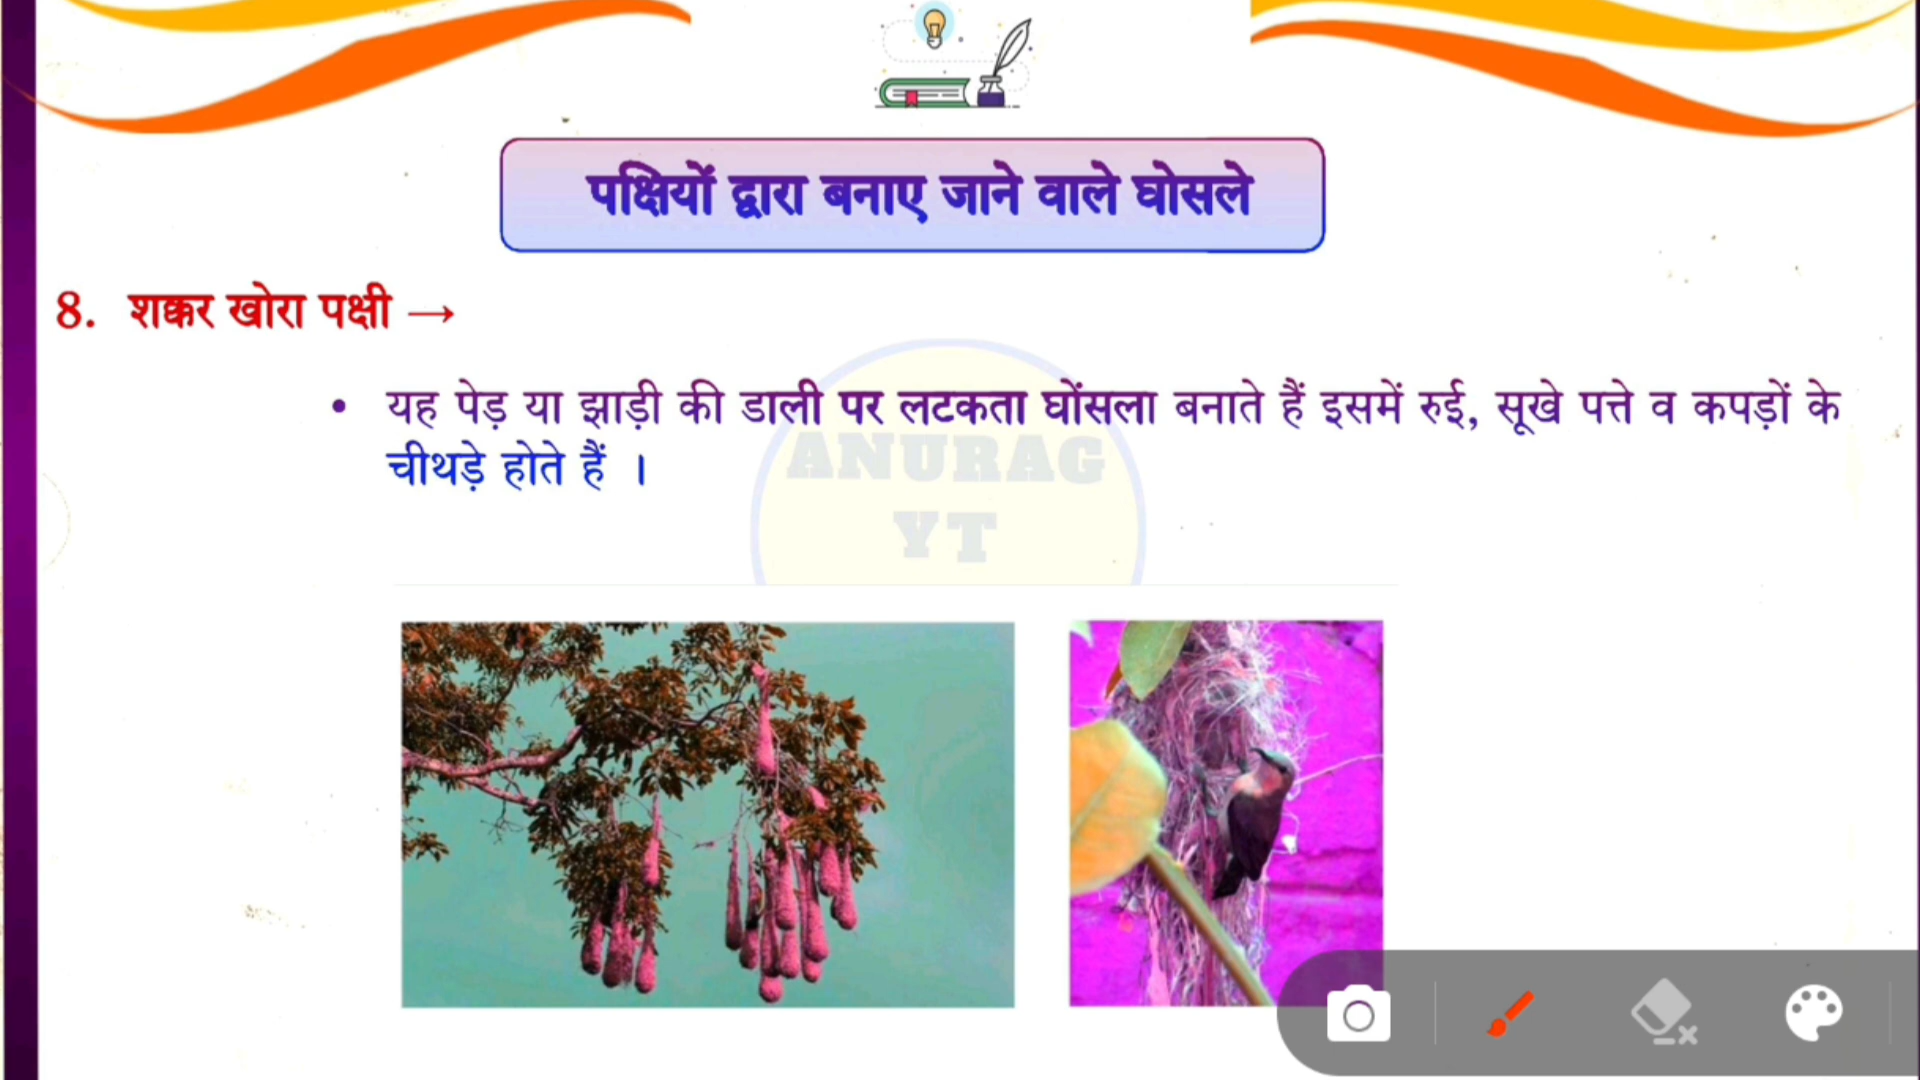 पक्षियों द्वारा बनाए जाने वाले घोसले
8. शक्कर खोरा पक्षी →
• यह पेड़ या झाड़ी की डाली पर लटकता घोंसला बनाते हैं इसमें रुई, सूखे पत्ते व कपड़ों के
चीथड़े होते हैं ।
ANURAG
YT